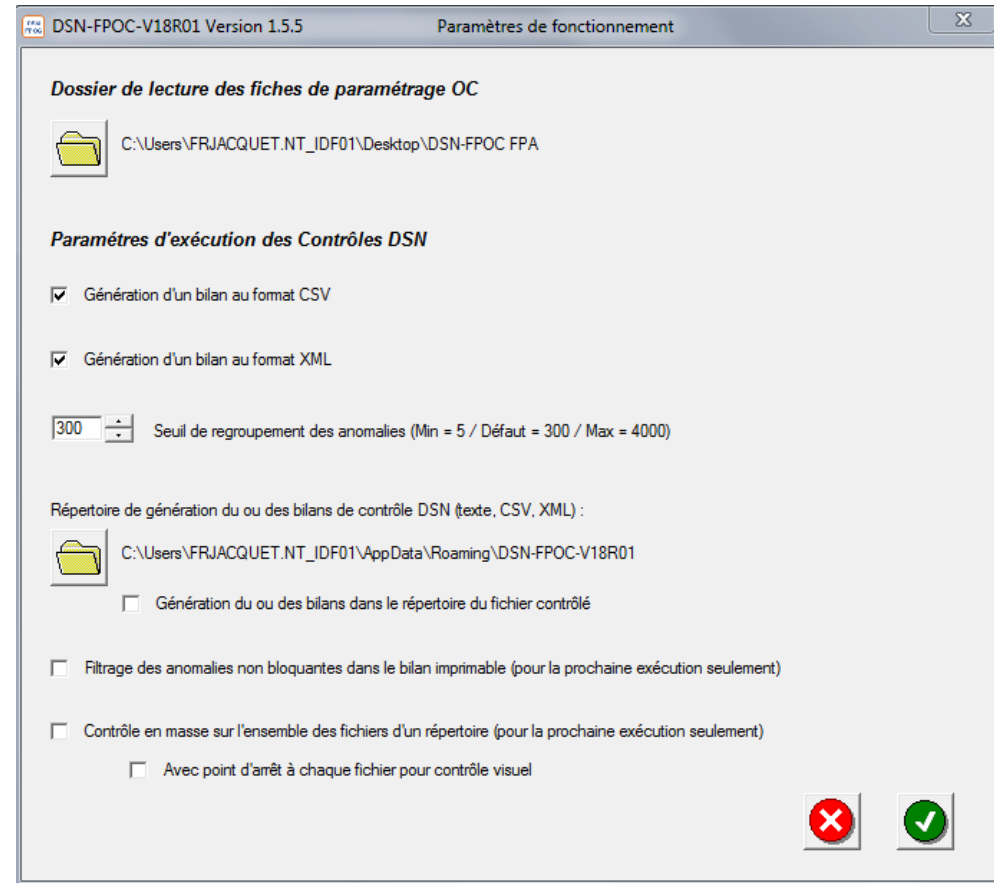 DSN-FPOC-V18R01 Version 1.5.5 Paramètres de fonctionnement
Dossier de lecture des fiches de paramétrage OC
C:\Users\FRJACQUET.NT_IDF01\Desktop\DSN-FPOC FPA
Paramétres d'exécution des Contrôles DSN
Génération d'un bilan au format CSV
Génération d'un bilan au format XML
300 Seuil de regroupement des anomalies (Min = 5 / Défaut = 300 / Max = 4000)
Répertoire de génération du ou des bilans de contrôle DSN (texte, CSV, XML) :
C:\Users\FRJACQUET.NT_IDF01\AppData\Roaming\DSN-FPOC-V18R01
Génération du ou des bilans dans le répertoire du fichier contrôlé
Filtrage des anomalies non bloquantes dans le bilan imprimable (pour la prochaine exécution seulement)
Contrôle en masse sur l'ensemble des fichiers d'un répertoire (pour la prochaine exécution seulement)
Avec point d'arrêt à chaque fichier pour contrôle visuel